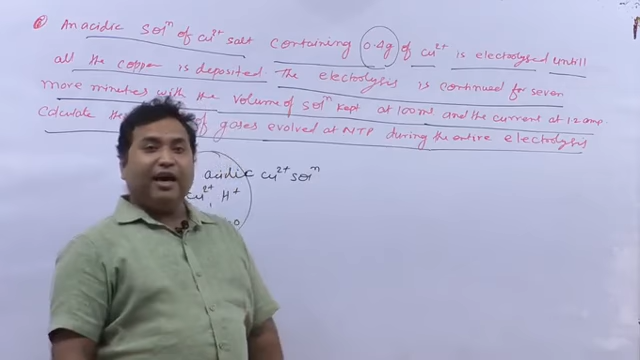 An acidic solⁿ of Cu²⁺ salt containing 0.4g of Cu²⁺ is electrolysed untill
all the copper is deposited. The electrolysis is continued for seven
more minutes with the volume of solⁿ kept at 100ml and the current at 1.2 amp.
Calculate the of gases evolved at NTP during the entire electrolysis
acidic Cu²⁺ solⁿ
Cu²⁺, H⁺